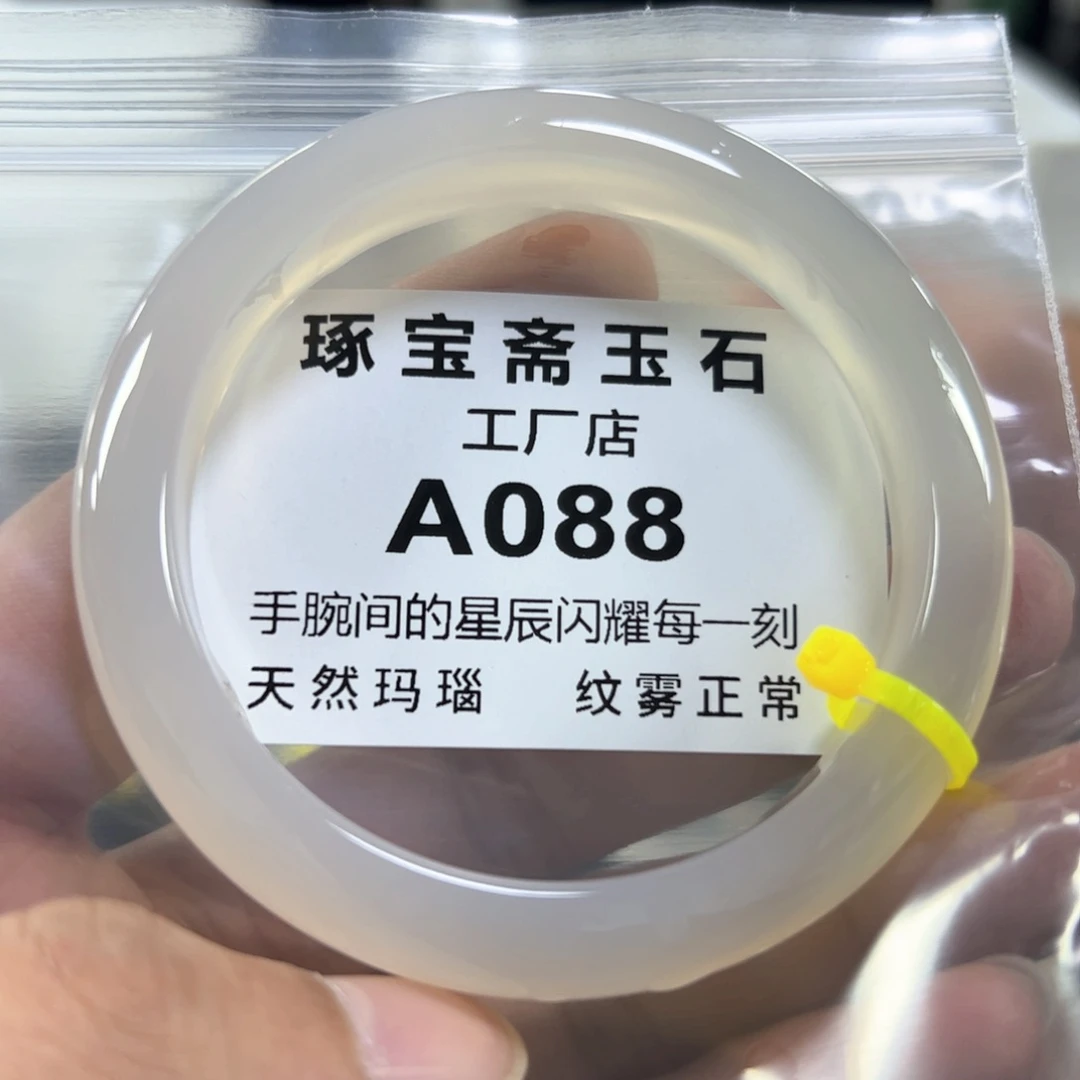 琢宝斋玉石
工厂店
A088
手腕间的星辰闪耀每一刻
天然玛瑙 纹雾正常